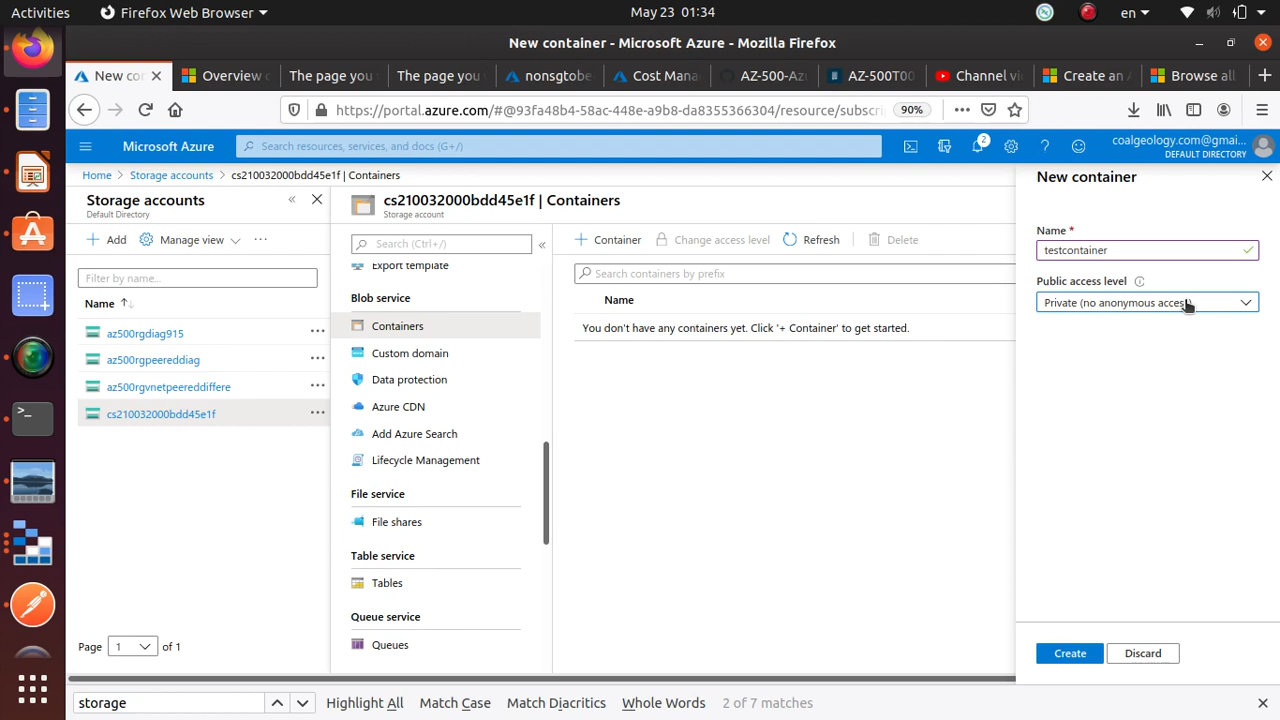 Activities
Firefox Web Browser
May 23 01:34
en
New container - Microsoft Azure - Mozilla Firefox
New co
Overview
The page you
The page you
nonsgtobe
Cost Mana
AZ-500-Az
AZ-500T00
Channel vi
Create an
Browse all
https://portal.azure.com/#@93fa48b4-58ac-448e-a9b8-da8355366304/resource/subscri
90%
Microsoft Azure
Search resources, services, and docs (G+/)
2
coalgeology.com@gmai...
DEFAULT DIRECTORY
Home
Storage accounts
cs210032000bdd45e1f | Containers
Storage accounts
Default Directory
Add
Manage view
Filter by name...
Name
az500rgdiag915
az500rgpeereddiag
az500rgvnetpeereddiffere
cs210032000bdd45e1f
Page
1
of 1
cs210032000bdd45e1f | Containers
Storage account
Search (Ctrl+/)
Export template
Blob service
Containers
Custom domain
Data protection
Azure CDN
Add Azure Search
Lifecycle Management
File service
File shares
Table service
Tables
Queue service
Queues
Container
Change access level
Refresh
Delete
Search containers by prefix
Name
You don't have any containers yet. Click '+ Container' to get started.
New container
Name *
testcontainer
Public access level
Private (no anonymous access)
Create
Discard
storage
Highlight All
Match Case
Match Diacritics
Whole Words
2 of 7 matches